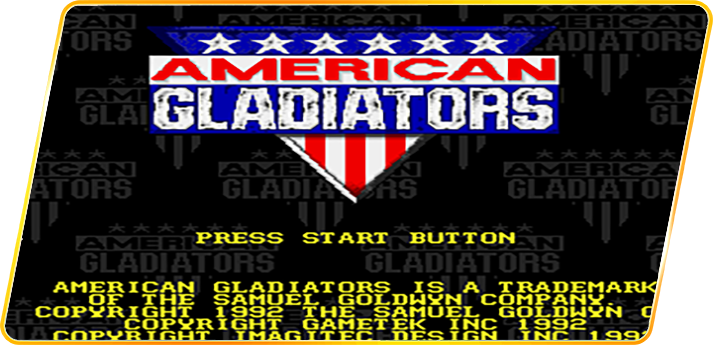 AMERICAN
GLADIATORS
PRESS START BUTTON
AMERICAN GLADIATORS IS A TRADEMARK
OF THE SAMUEL GOLDWYN COMPANY.
COPYRIGHT 1992 THE SAMUEL GOLDWYN
COPYRIGHT GAMETEK INC 1992
COPYRIGHT IMAGITEC DESIGN INC